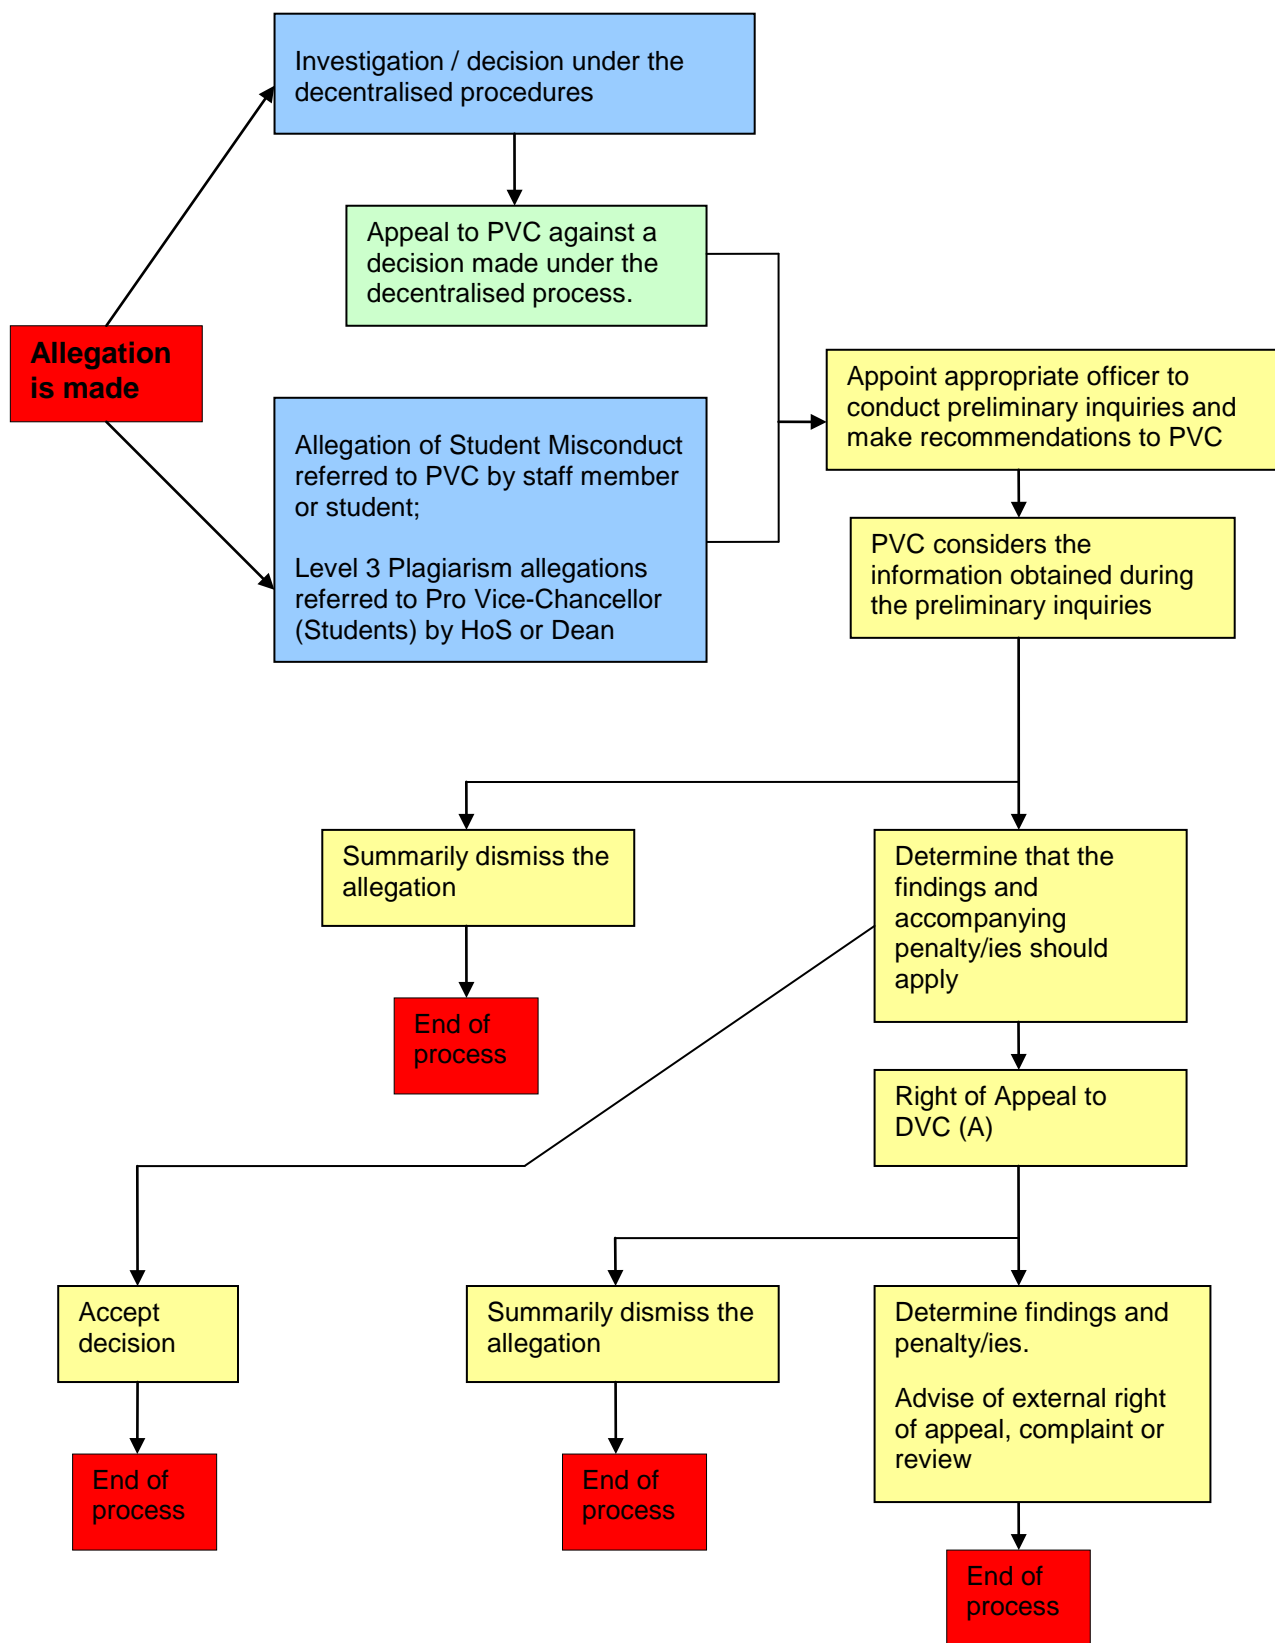 Investigation / decision under the
decentralised procedures
Appeal to PVC against a
decision made under the
decentralised process.
Allegation
is made
Appoint appropriate officer to
conduct preliminary inquiries and
make recommendations to PVC
Allegation of Student Misconduct
referred to PVC by staff member
or student;
Level 3 Plagiarism allegations
referred to Pro Vice-Chancellor
(Students) by HoS or Dean
PVC considers the
information obtained during
the preliminary inquiries
Summarily dismiss the
allegation
Determine that the
findings and
accompanying
penalty/ies should
apply
End of
process
Right of Appeal to
DVC (A)
Accept
decision
Summarily dismiss the
allegation
Determine findings and
penalty/ies.
Advise of external right
of appeal, complaint or
review
End of
process
End of
process
End of
process